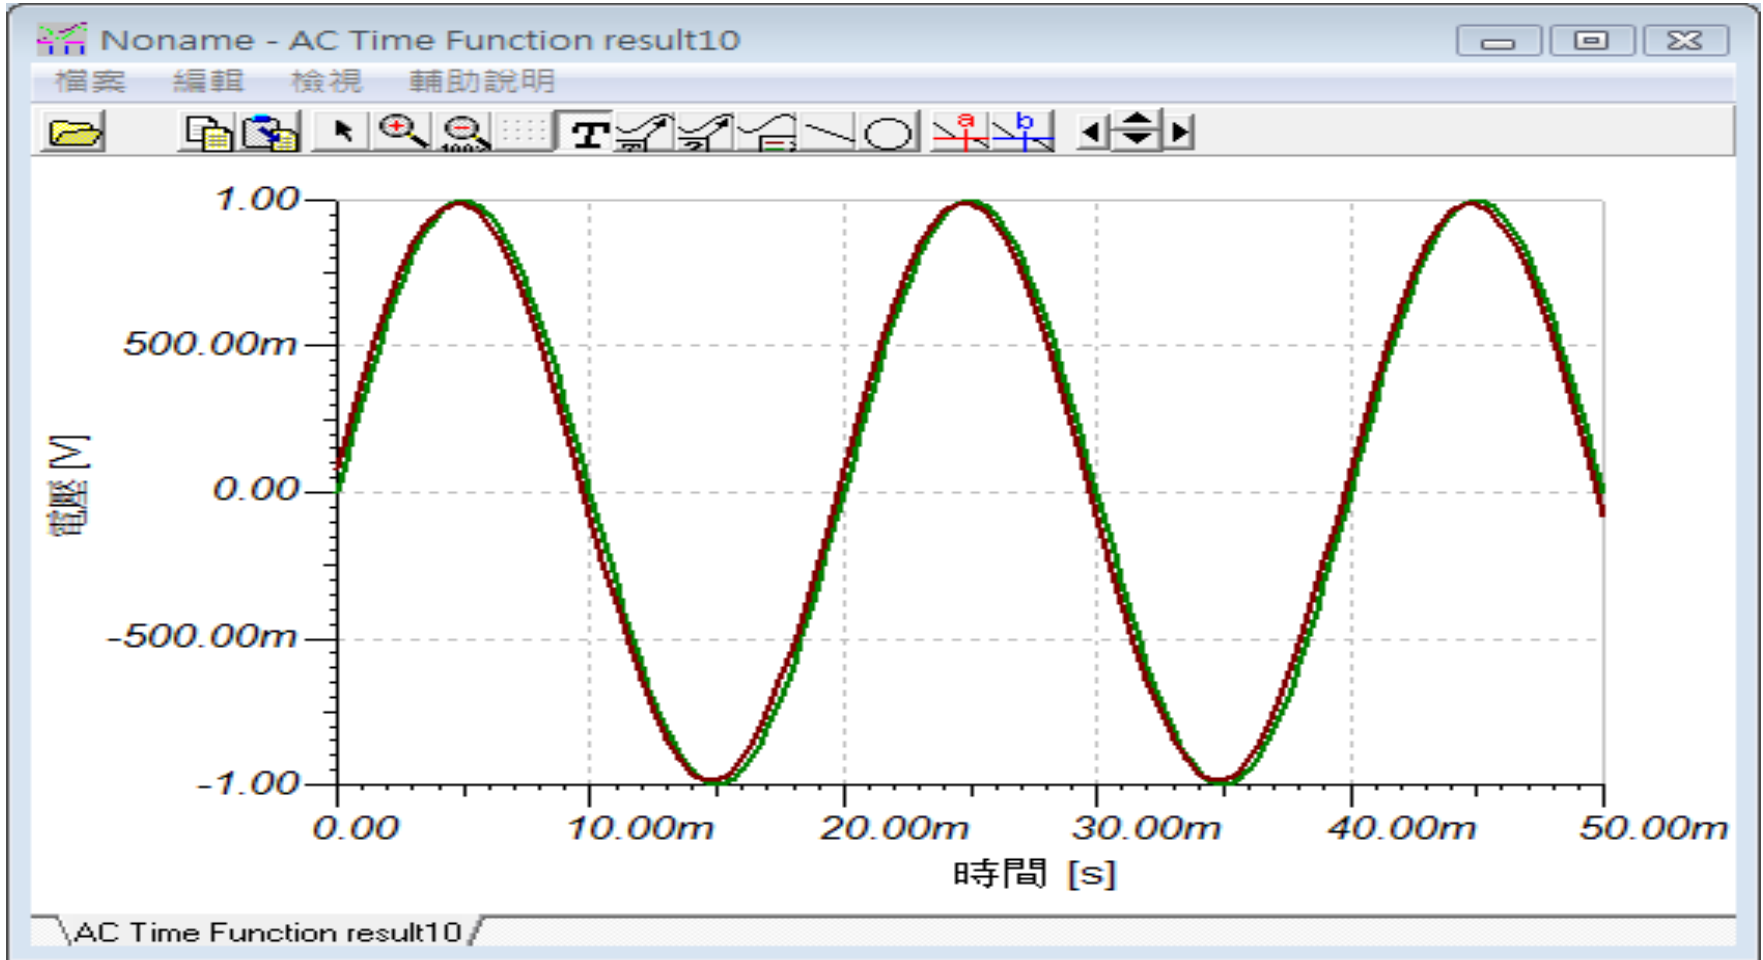 Noname - AC Time Function result10
檔案 編輯 檢視 輔助說明
100%
T
T
?
a
b
1.00
500.00m
0.00
-500.00m
-1.00
電壓 [V]
0.00 10.00m 20.00m 30.00m 40.00m 50.00m
時間 [s]
AC Time Function result10